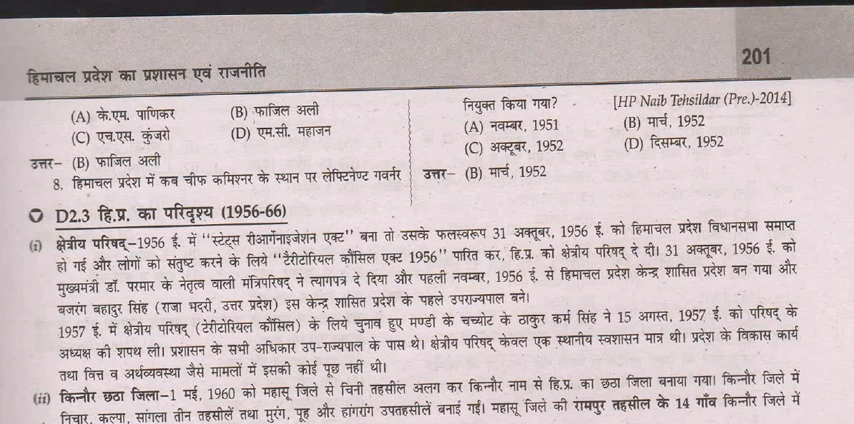 201
हिमाचल प्रदेश का प्रशासन एवं राजनीति
(A) के.एम. पाणिकर (B) फाजिल अली
(C) एच.एस. कुंजरो (D) एम.सी. महाजन
उत्तर– (B) फाजिल अली
8. हिमाचल प्रदेश में कब चीफ कमिश्नर के स्थान पर लेफ्टिनेण्ट गवर्नर
नियुक्त किया गया? [HP Naib Tehsildar (Pre.)-2014]
(A) नवम्बर, 1951 (B) मार्च, 1952
(C) अक्टूबर, 1952 (D) दिसम्बर, 1952
उत्तर– (B) मार्च, 1952
D2.3 हि.प्र. का परिदृश्य (1956-66)
(i) क्षेत्रीय परिषद्–1956 ई. में "स्टेट्स रीआर्गेनाइजेशन एक्ट" बना तो उसके फलस्वरूप 31 अक्तूबर, 1956 ई. को हिमाचल प्रदेश विधानसभा समाप्त
हो गई और लोगों को संतुष्ट करने के लिये "टैरीटोरियल कौंसिल एक्ट 1956" पारित कर, हि.प्र. को क्षेत्रीय परिषद् दे दी। 31 अक्तूबर, 1956 ई. को
मुख्यमंत्री डॉ. परमार के नेतृत्व वाली मंत्रिपरिषद् ने त्यागपत्र दे दिया और पहली नवम्बर, 1956 ई. से हिमाचल प्रदेश केन्द्र शासित प्रदेश बन गया और
बजरंग बहादुर सिंह (राजा भदरी, उत्तर प्रदेश) इस केन्द्र शासित प्रदेश के पहले उपराज्यपाल बने।
1957 ई. में क्षेत्रीय परिषद् (टेरीटोरियल कौंसिल) के लिये चुनाव हुए मण्डी के चच्योट के ठाकुर कर्म सिंह ने 15 अगस्त, 1957 ई. को परिषद् के
अध्यक्ष की शपथ ली। प्रशासन के सभी अधिकार उप-राज्यपाल के पास थे। क्षेत्रीय परिषद् केवल एक स्थानीय स्वशासन मात्र थी। प्रदेश के विकास कार्य
तथा वित्त व अर्थव्यवस्था जैसे मामलों में इसकी कोई पूछ नहीं थी।
(ii) किन्नौर छठा जिला–1 मई, 1960 को महासू जिले से चिनी तहसील अलग कर किन्नौर नाम से हि.प्र. का छठा जिला बनाया गया। किन्नौर जिले में
निचार, कल्पा, सांगला तीन तहसीलें तथा मुरंग, पूह और हांगरांग उपतहसीलें बनाई गईं। महासू जिले की रामपुर तहसील के 14 गाँव किन्नौर जिले में